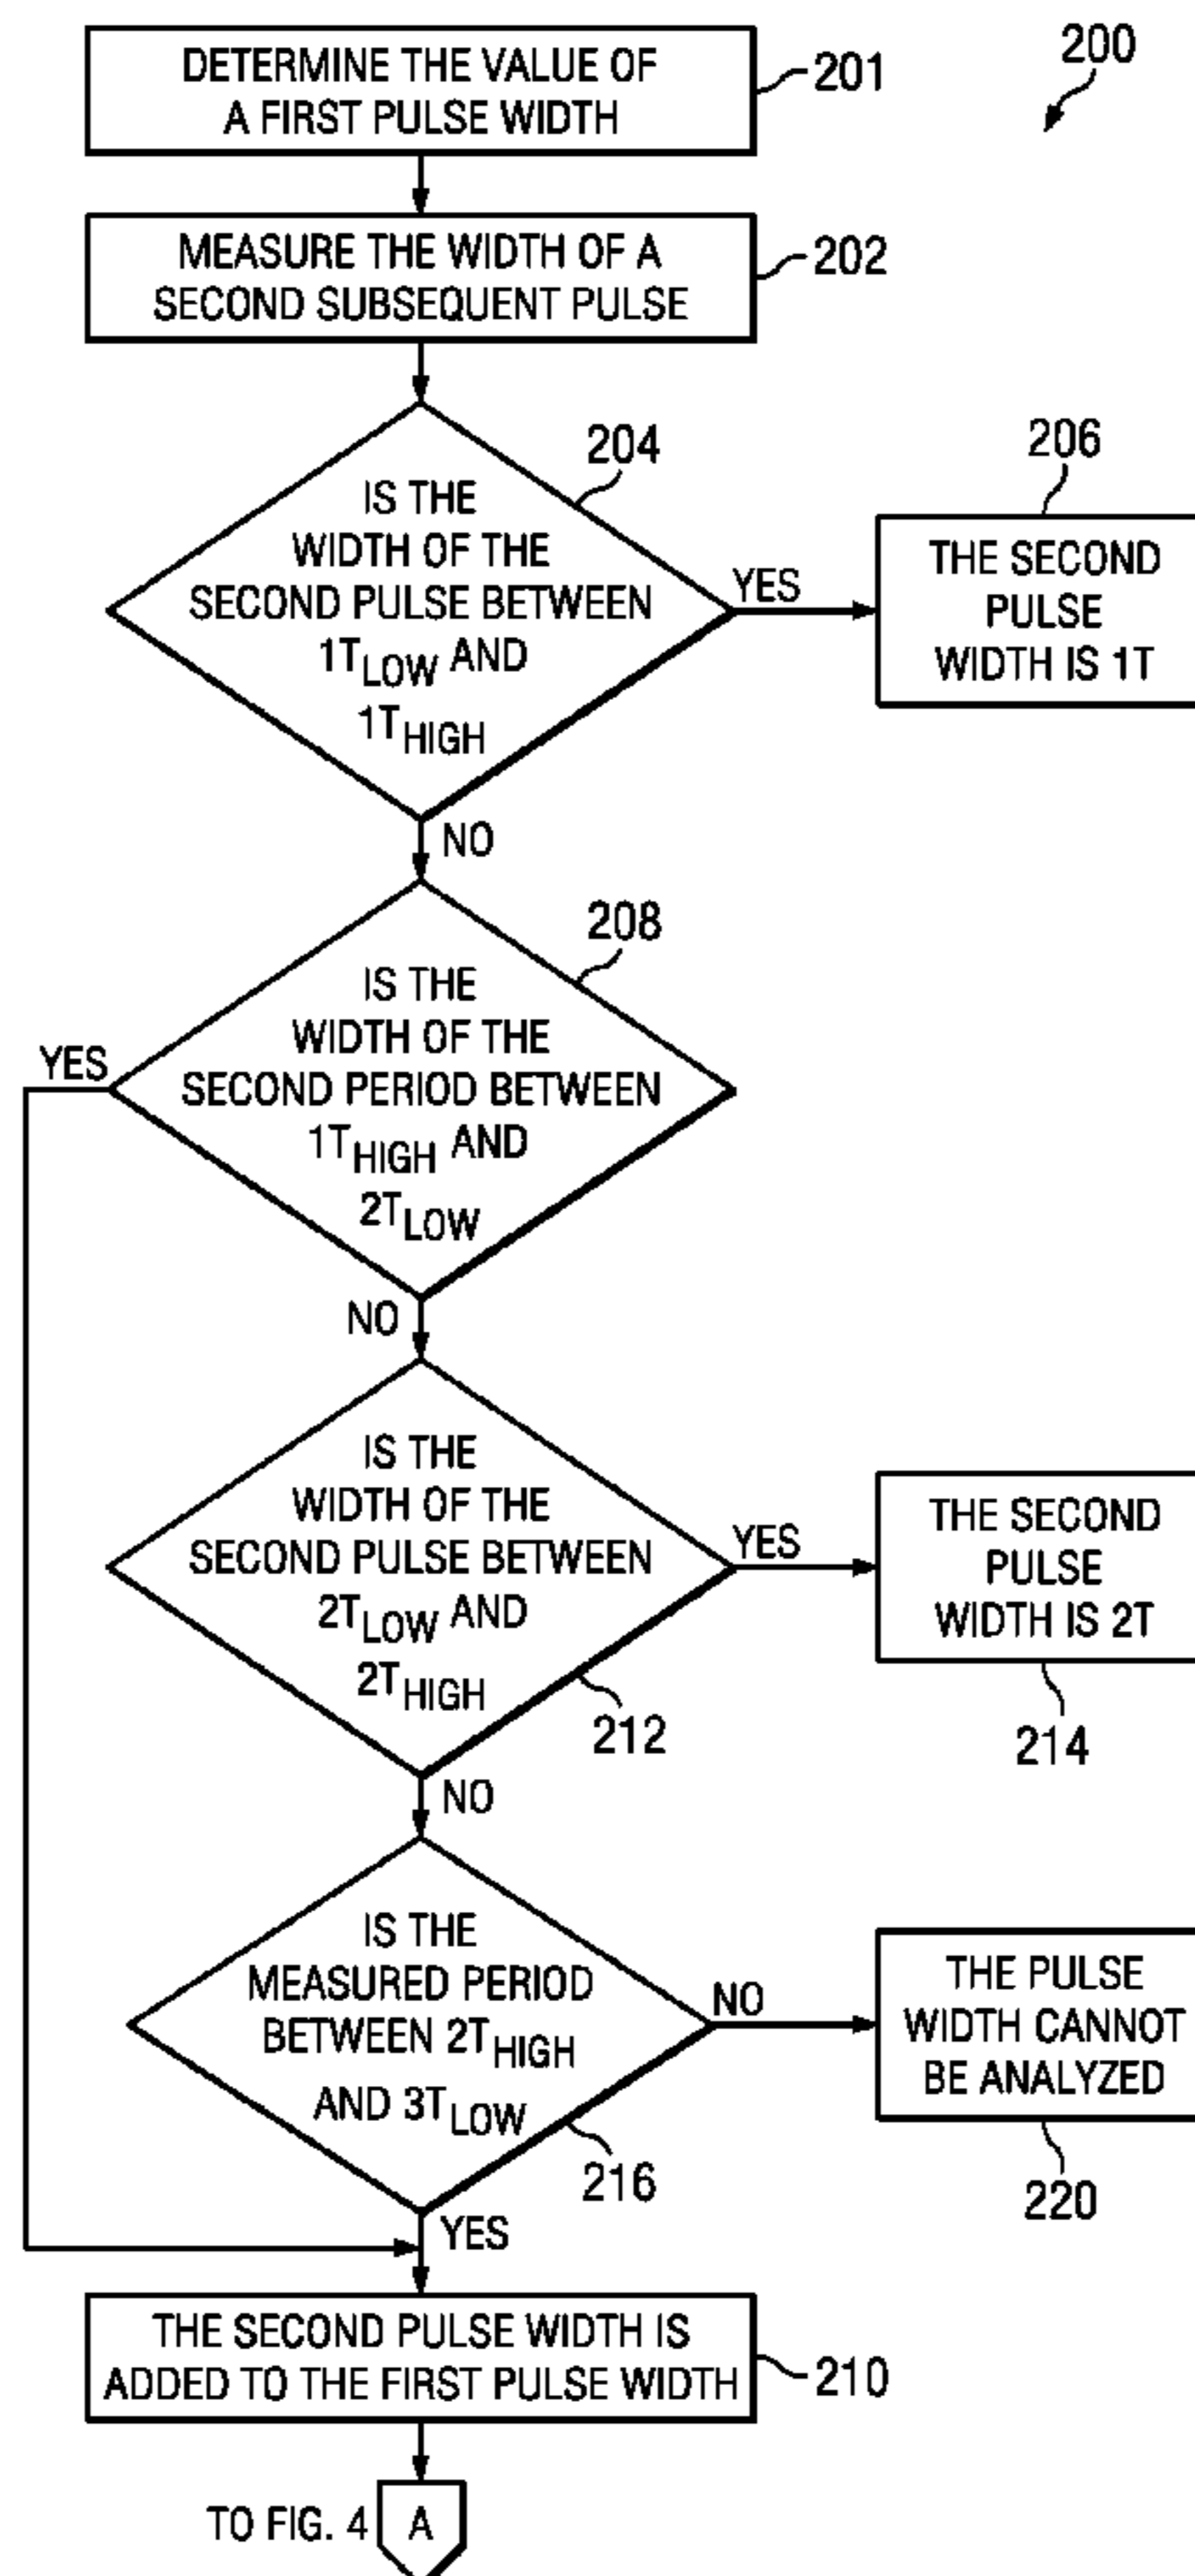 DETERMINE THE VALUE OF
A FIRST PULSE WIDTH
201
200
MEASURE THE WIDTH OF A
SECOND SUBSEQUENT PULSE
202
IS THE
WIDTH OF THE
SECOND PULSE BETWEEN
1TLOW AND
1THIGH
204
YES
206
THE SECOND
PULSE
WIDTH IS 1T
NO
IS THE
WIDTH OF THE
SECOND PERIOD BETWEEN
1THIGH AND
2TLOW
208
YES
NO
IS THE
WIDTH OF THE
SECOND PULSE BETWEEN
2TLOW AND
2THIGH
212
YES
THE SECOND
PULSE
WIDTH IS 2T
214
NO
IS THE
MEASURED PERIOD
BETWEEN 2THIGH
AND 3TLOW
216
NO
THE PULSE
WIDTH CANNOT
BE ANALYZED
220
YES
THE SECOND PULSE WIDTH IS
ADDED TO THE FIRST PULSE WIDTH
210
TO FIG. 4
A